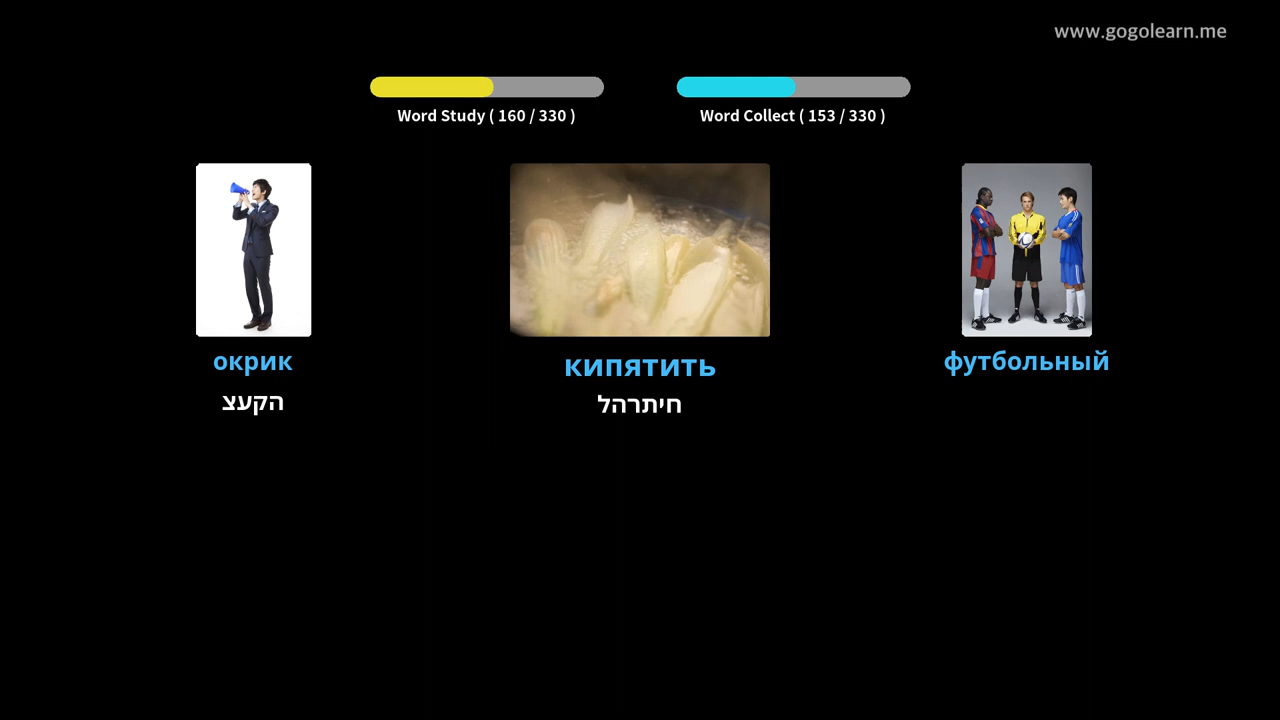 www.gogolearn.me
Word Study ( 160 / 330 )
Word Collect ( 153 / 330 )
окрик
кипятить
футбольный
הקעצ
חיתרהל